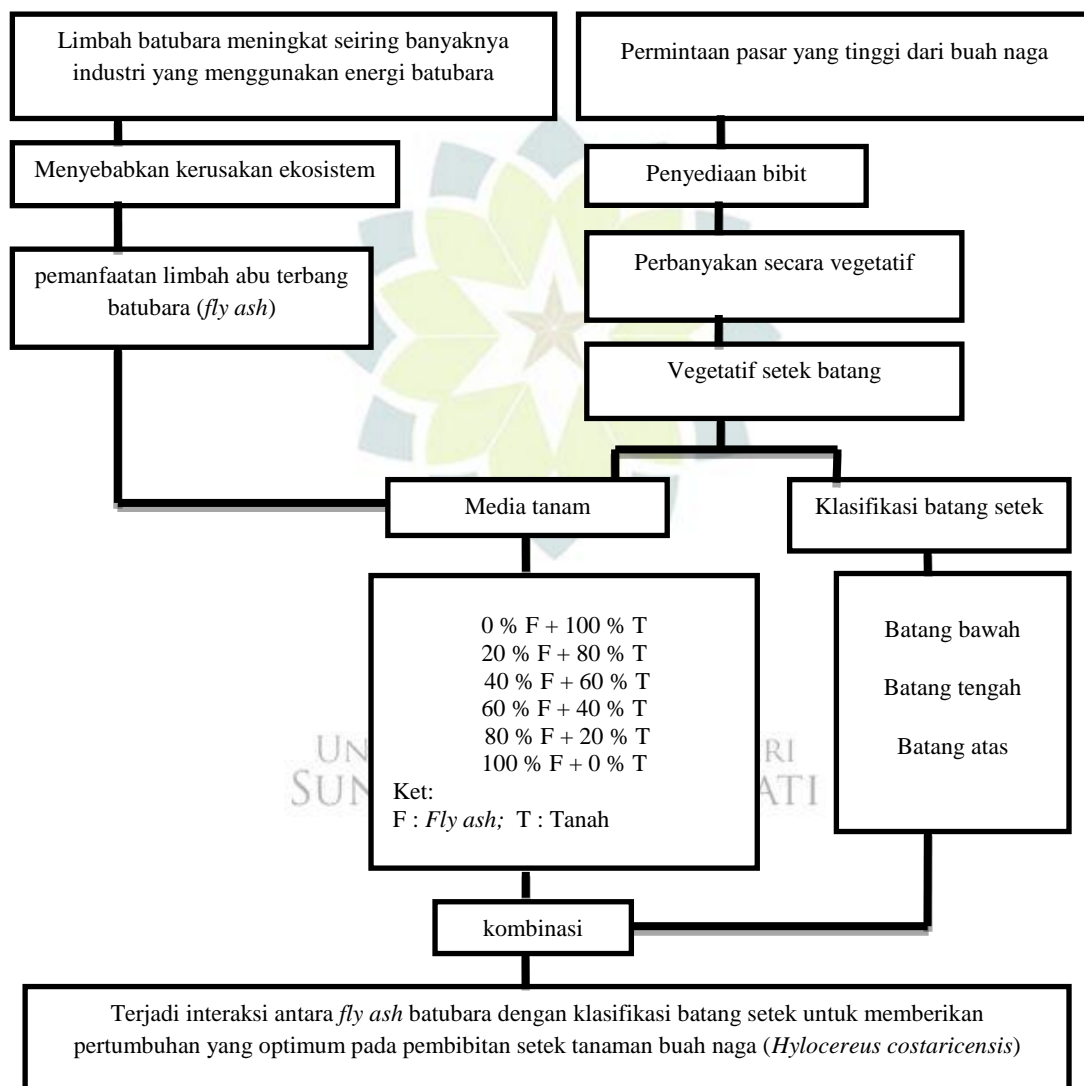 Limbah batubara meningkat seiring banyaknya
industri yang menggunakan energi batubara
Permintaan pasar yang tinggi dari buah naga
Menyebabkan kerusakan ekosistem
Penyediaan bibit
pemanfaatan limbah abu terbang
batubara (fly ash)
Perbanyakan secara vegetatif
Vegetatif setek batang
Media tanam
Klasifikasi batang setek
0 % F + 100 % T
20 % F + 80 % T
40 % F + 60 % T
60 % F + 40 % T
80 % F + 20 % T
100 % F + 0 % T
Ket:
F : Fly ash; T : Tanah
Batang bawah
Batang tengah
Batang atas
kombinasi
Terjadi interaksi antara fly ash batubara dengan klasifikasi batang setek untuk memberikan
pertumbuhan yang optimum pada pembibitan setek tanaman buah naga (Hylocereus costaricensis)